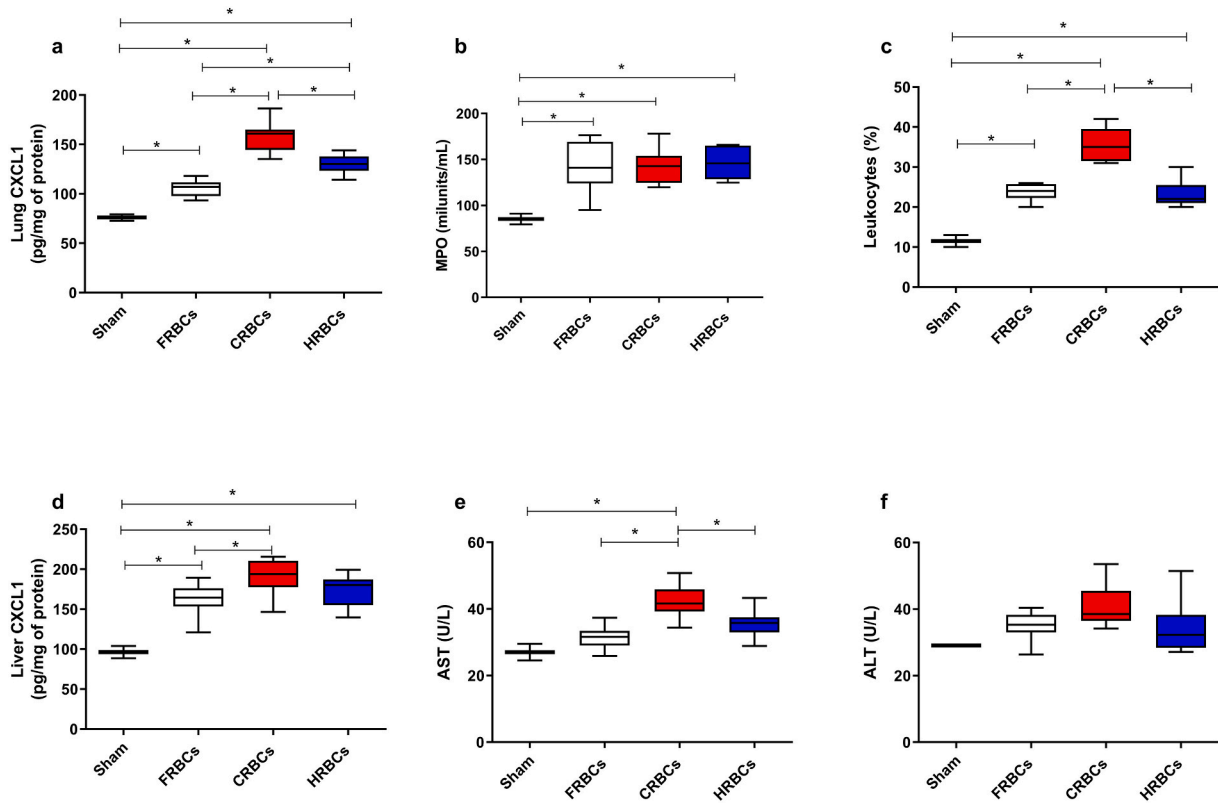 a
*
*
*
*
*
*
Lung CXCL1
(pg/mg of protein)
200
150
100
50
0
Sham
FRBCs
CRBCs
HRBCs
b
*
*
*
MPO (milunits/mL)
200
150
100
50
0
Sham
FRBCs
CRBCs
HRBCs
c
*
*
*
*
*
Leukocytes (%)
50
40
30
20
10
0
Sham
FRBCs
CRBCs
HRBCs
d
*
*
*
*
Liver CXCL1
(pg/mg of protein)
250
200
150
100
50
0
Sham
FRBCs
CRBCs
HRBCs
e
*
*
*
AST (U/L)
60
40
20
0
Sham
FRBCs
CRBCs
HRBCs
f
ALT (U/L)
60
40
20
0
Sham
FRBCs
CRBCs
HRBCs